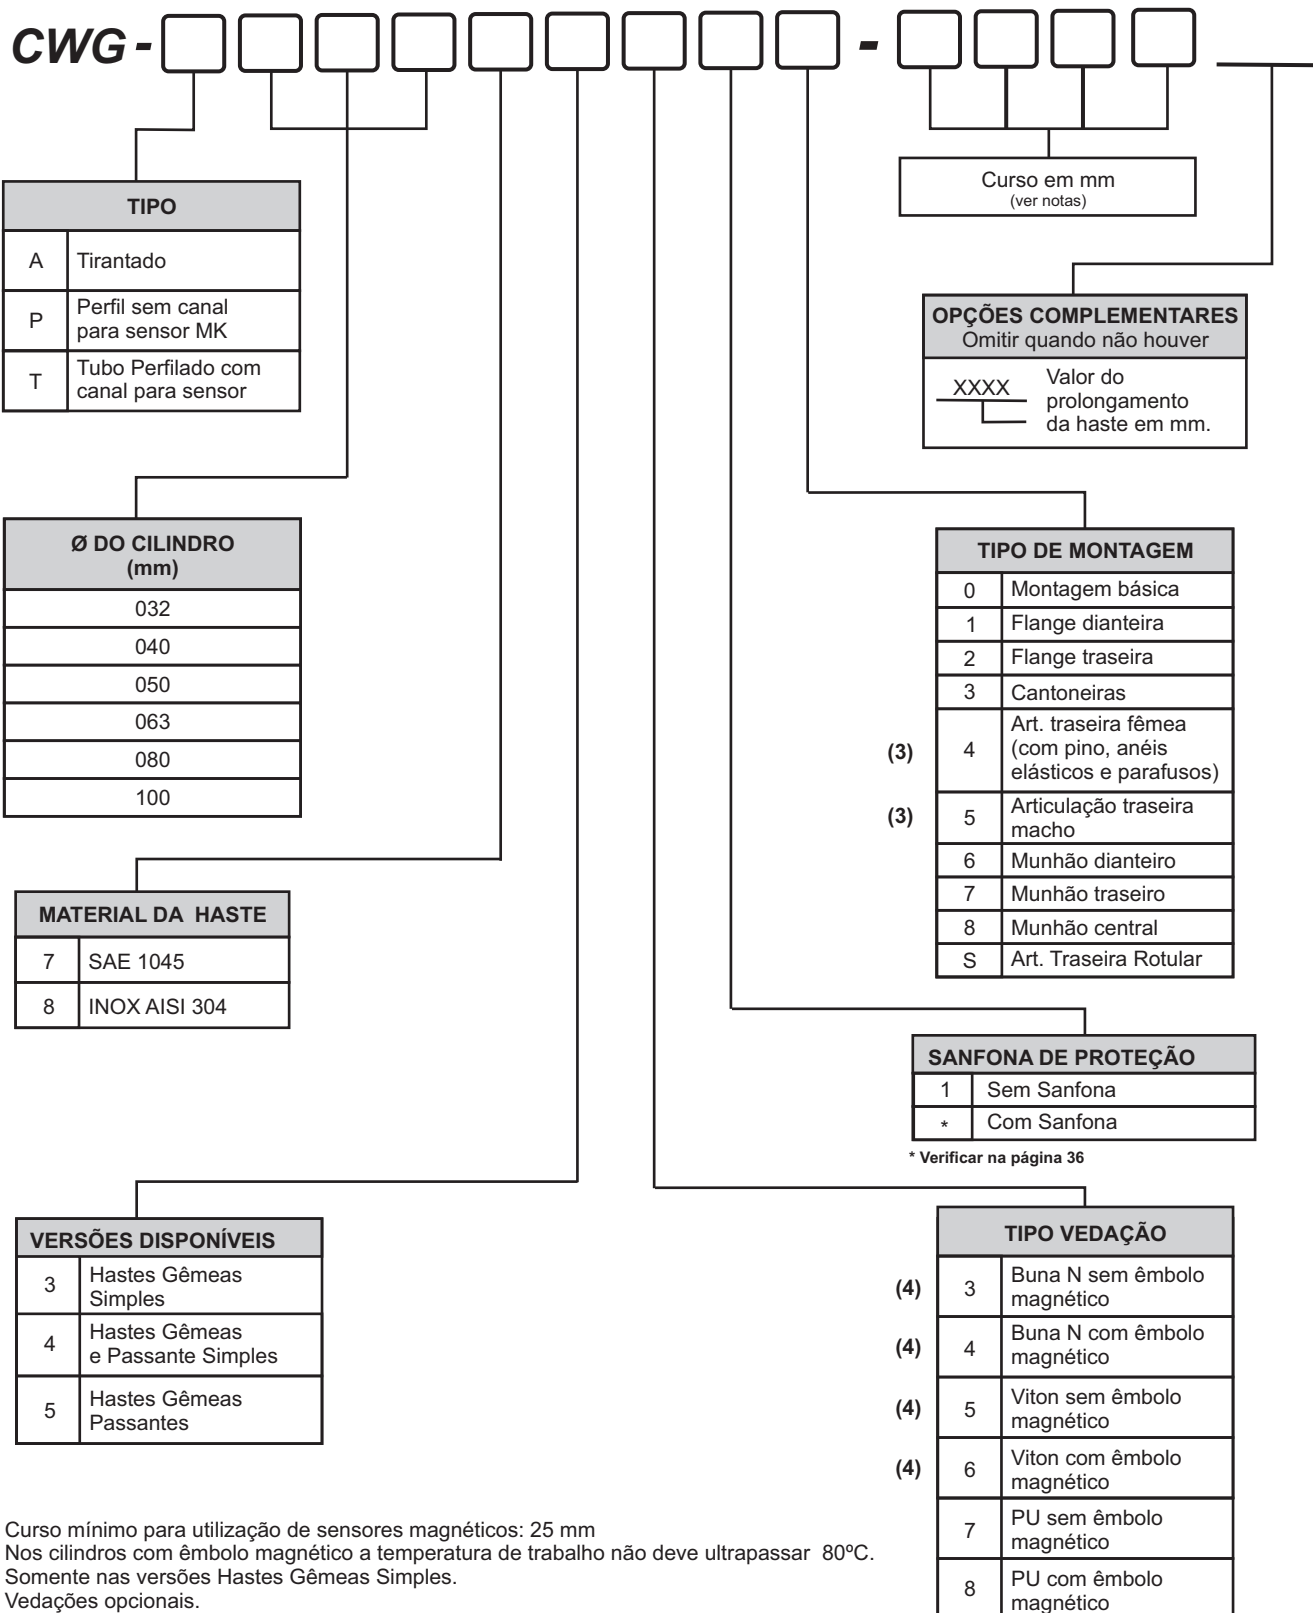 CWG - -
TIPO
A Tirantado
P Perfil sem canal
para sensor MK
T Tubo Perfilado com
canal para sensor
Ø DO CILINDRO
(mm)
032
040
050
063
080
100
MATERIAL DA HASTE
7 SAE 1045
8 INOX AISI 304
VERSÕES DISPONÍVEIS
3 Hastes Gêmeas
Simples
4 Hastes Gêmeas
e Passante Simples
5 Hastes Gêmeas
Passantes
Curso em mm
(ver notas)
OPÇÕES COMPLEMENTARES
Omitir quando não houver
XXXX Valor do
prolongamento
da haste em mm.
TIPO DE MONTAGEM
0 Montagem básica
1 Flange dianteira
2 Flange traseira
3 Cantoneiras
(3) 4 Art. traseira fêmea
(com pino, anéis
elásticos e parafusos)
(3) 5 Articulação traseira
macho
6 Munhão dianteiro
7 Munhão traseiro
8 Munhão central
S Art. Traseira Rotular
SANFONA DE PROTEÇÃO
1 Sem Sanfona
* Com Sanfona
* Verificar na página 36
TIPO VEDAÇÃO
(4) 3 Buna N sem êmbolo
magnético
(4) 4 Buna N com êmbolo
magnético
(4) 5 Viton sem êmbolo
magnético
(4) 6 Viton com êmbolo
magnético
7 PU sem êmbolo
magnético
8 PU com êmbolo
magnético
Curso mínimo para utilização de sensores magnéticos: 25 mm
Nos cilindros com êmbolo magnético a temperatura de trabalho não deve ultrapassar 80ºC.
Somente nas versões Hastes Gêmeas Simples.
Vedações opcionais.